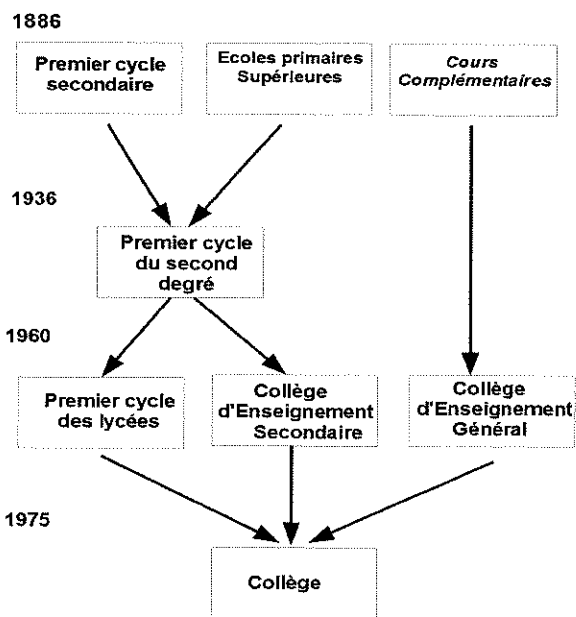 1886
Premier cycle
secondaire
Ecoles primaires
Supérieures
Cours
Complémentaires
1936
Premier cycle
du second
degré
1960
Premier cycle
des lycées
Collège
d'Enseignement
Secondaire
Collège
d'Enseignement
Général
1975
Collège